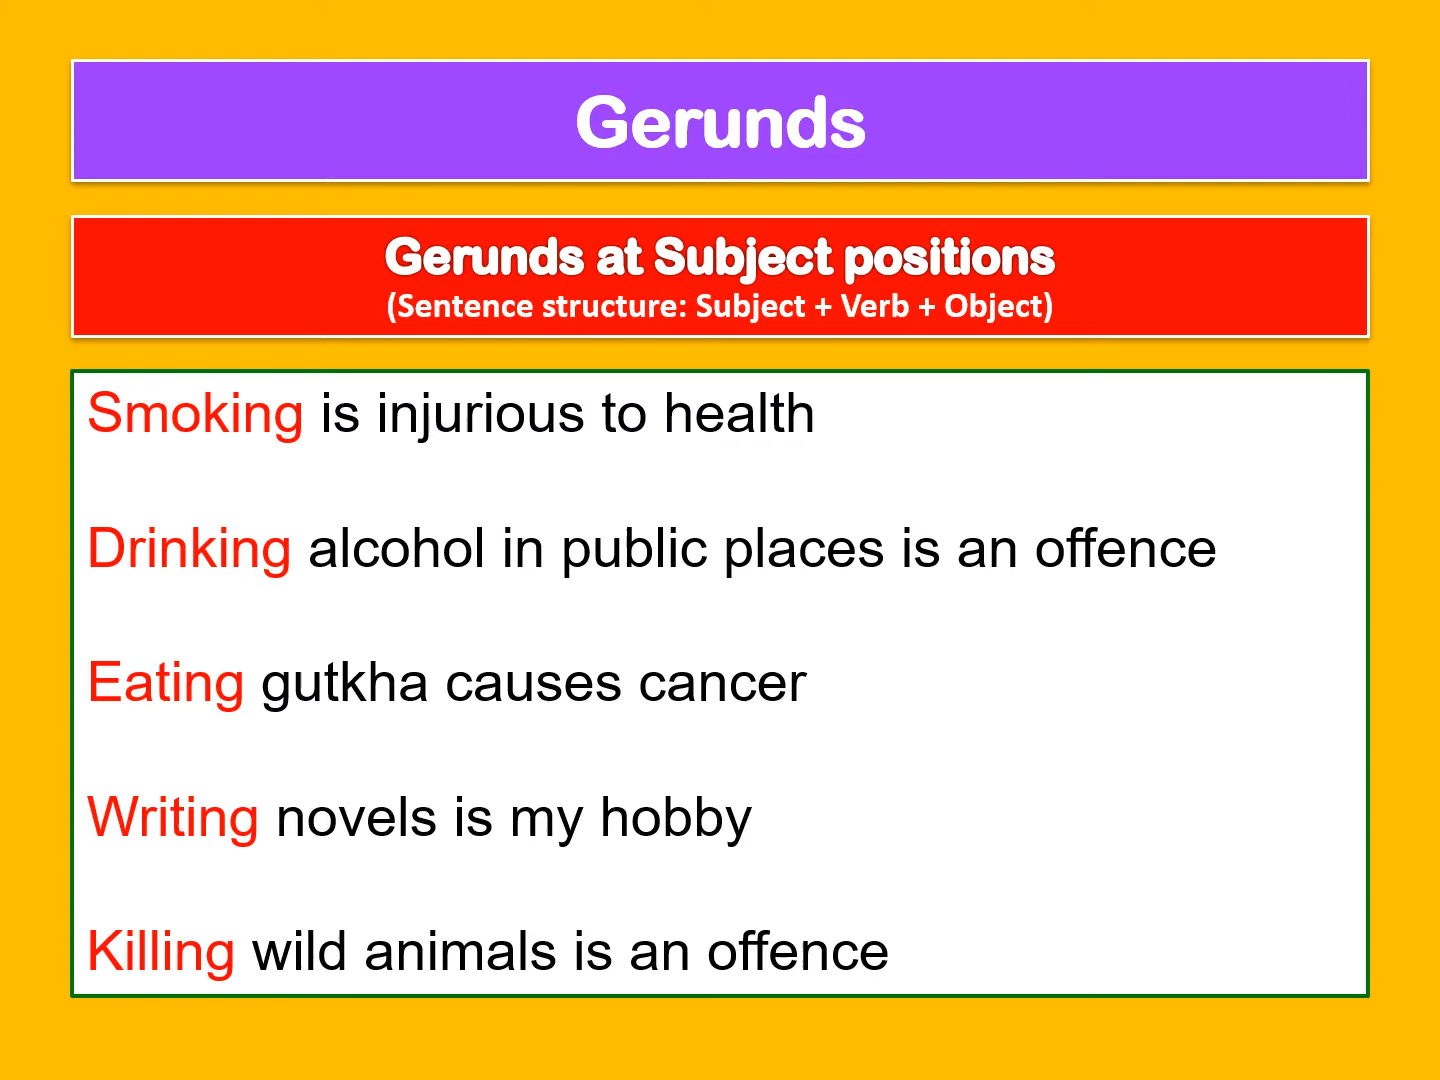 Gerunds
Gerunds at Subject positions
(Sentence structure: Subject + Verb + Object)
Smoking is injurious to health
Drinking alcohol in public places is an offence
Eating gutkha causes cancer
Writing novels is my hobby
Killing wild animals is an offence